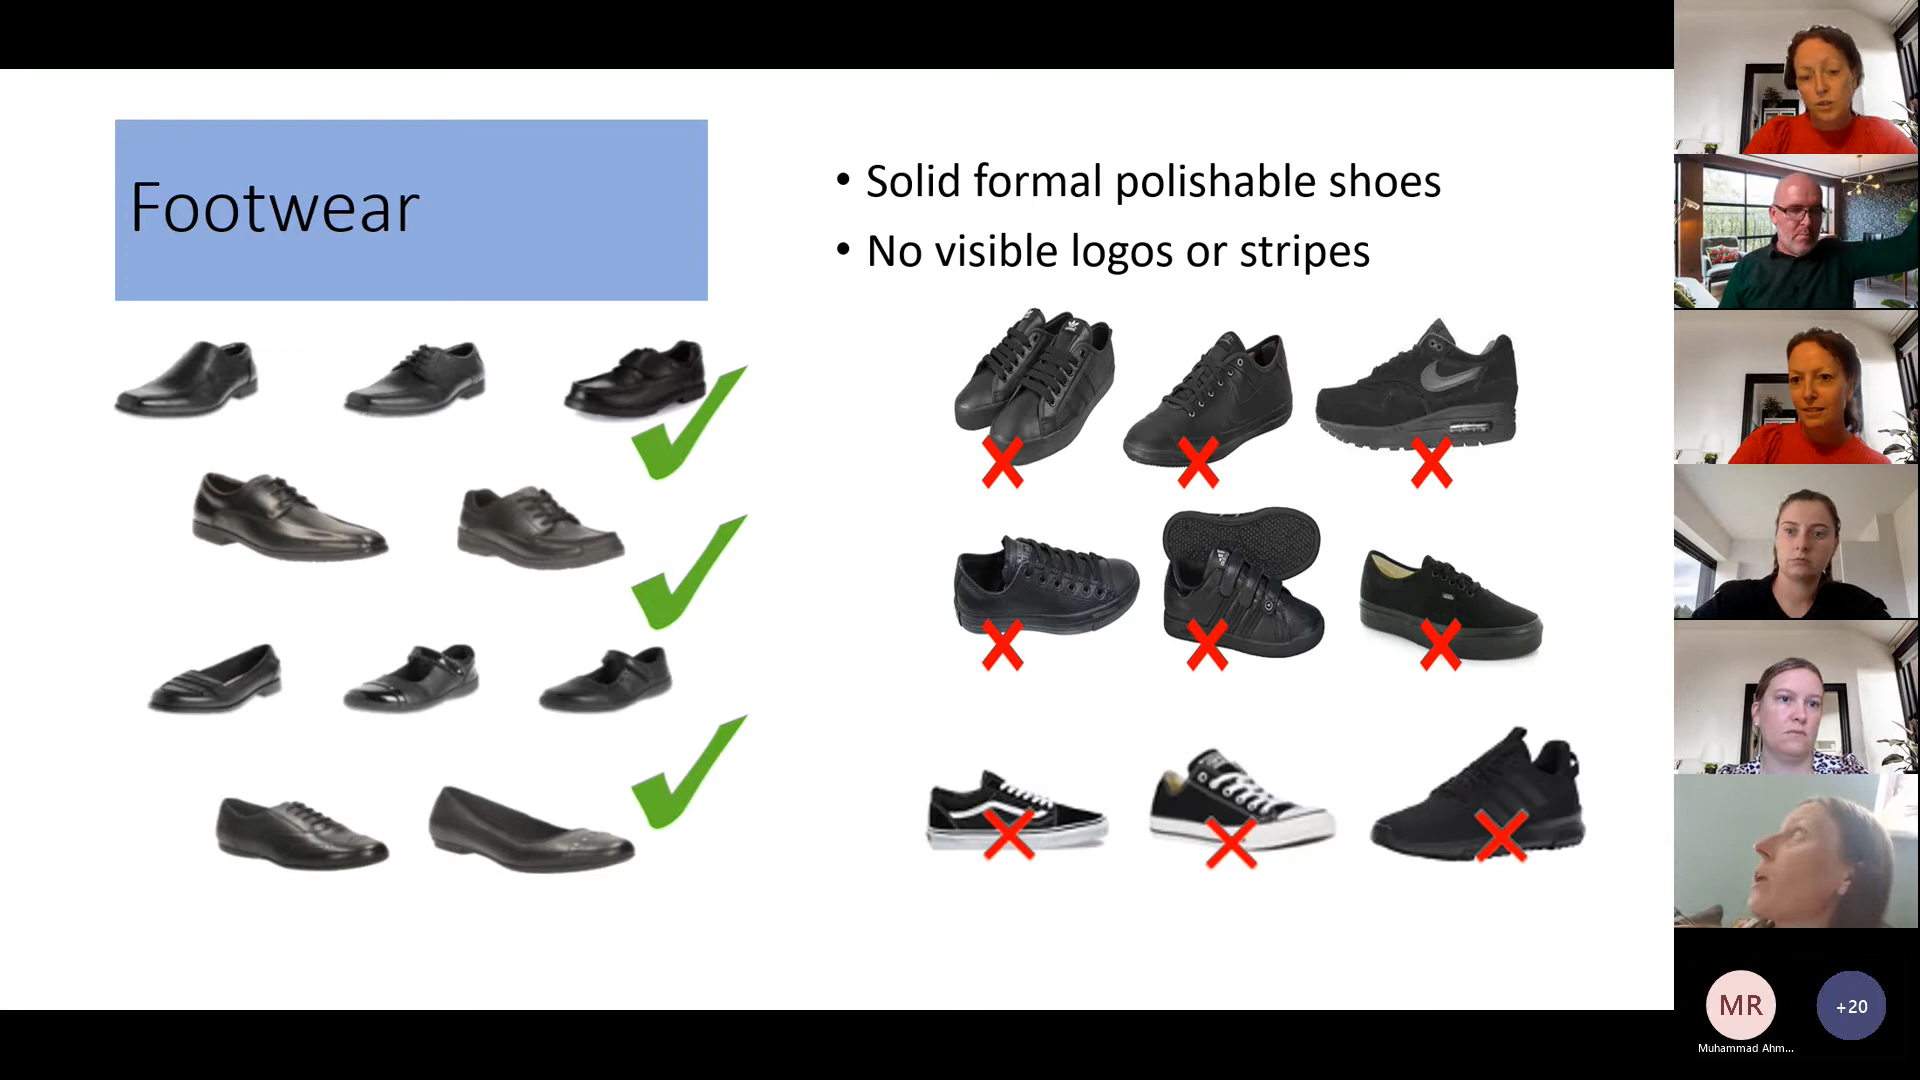 Footwear
• Solid formal polishable shoes
• No visible logos or stripes
MR
+20
Muhammad Ahm...